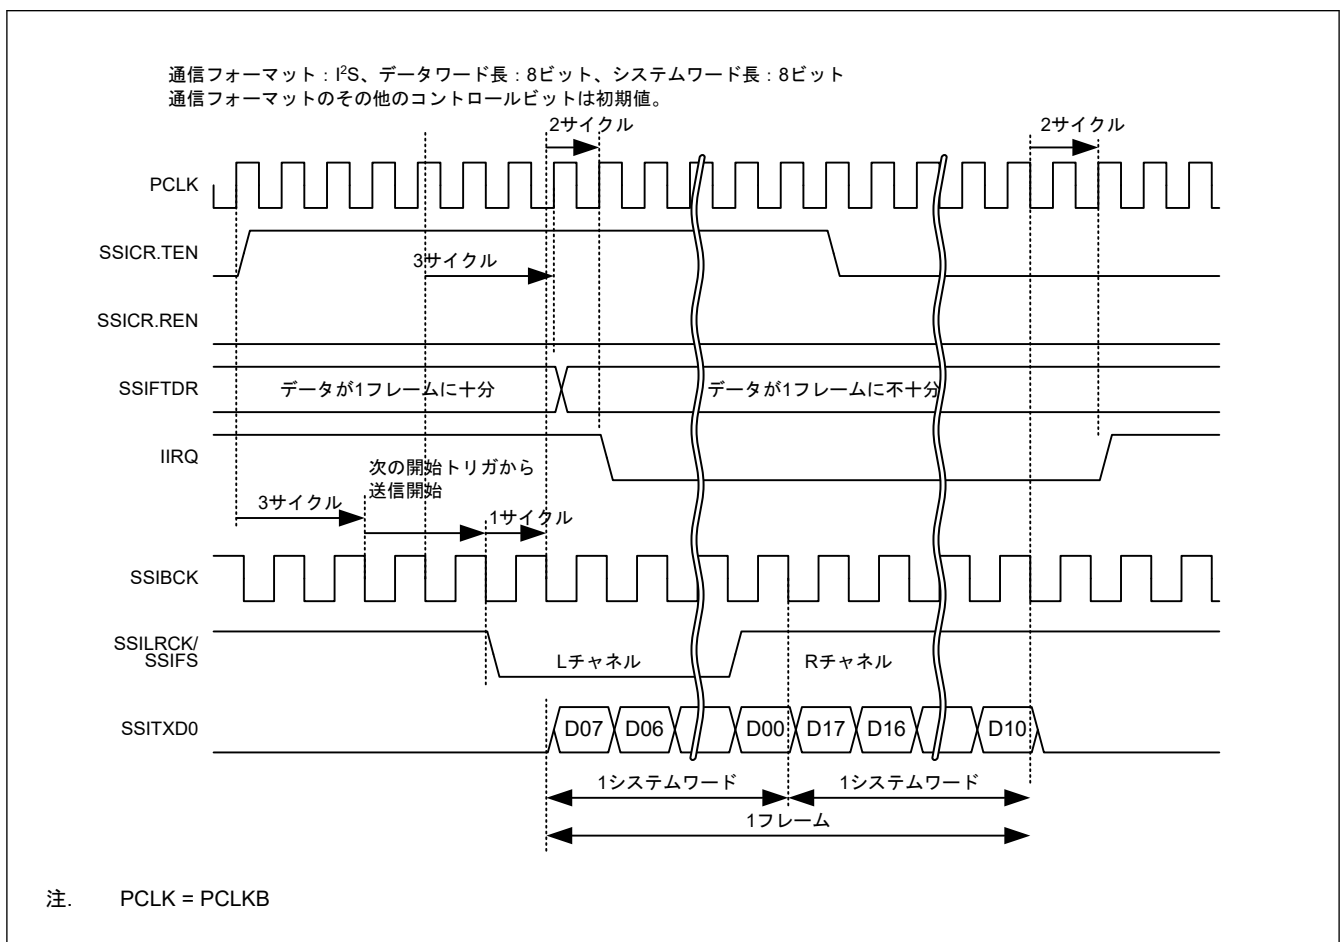 通信フォーマット：I²S、データワード長：8ビット、システムワード長：8ビット
通信フォーマットのその他のコントロールビットは初期値。
2サイクル
2サイクル
PCLK
SSICR.TEN
3サイクル
SSICR.REN
SSIFTDR
データが1フレームに十分
データが1フレームに不十分
IIRQ
次の開始トリガから
送信開始
3サイクル
1サイクル
SSIBCK
SSILRCK/
SSIFS
Lチャネル
Rチャネル
SSITXD0
D07
D06
D00
D17
D16
D10
1システムワード
1システムワード
1フレーム
注. PCLK = PCLKB